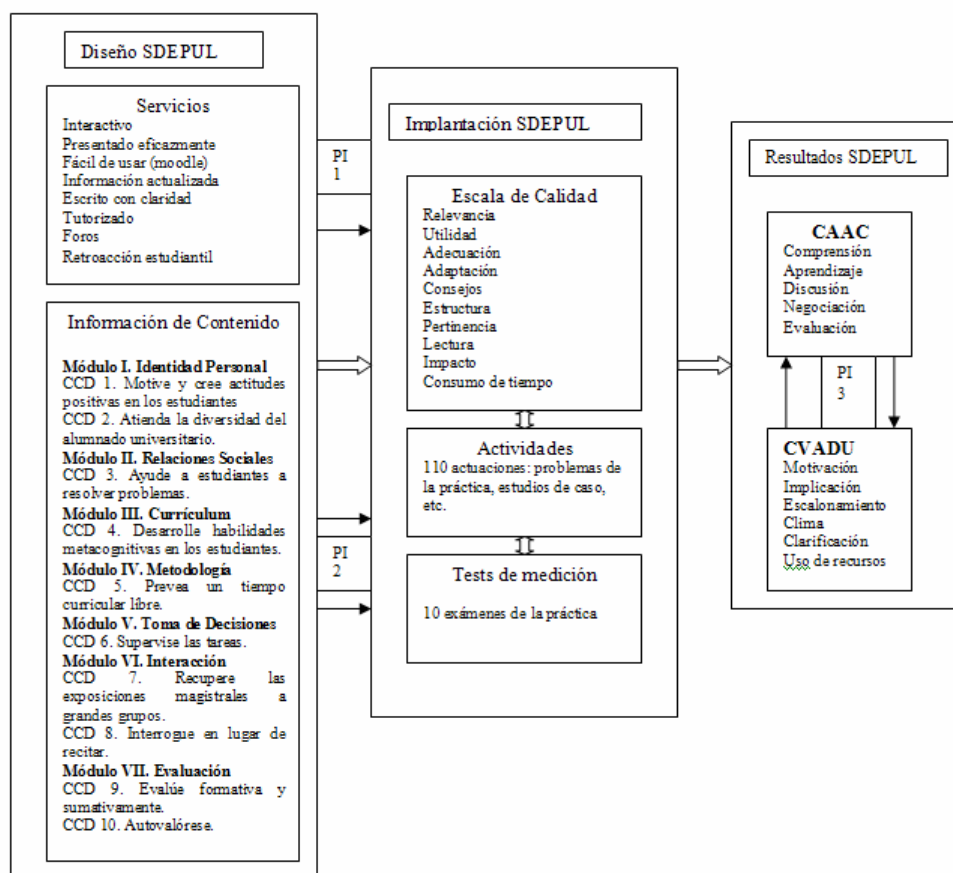 Diseño SDEPUL
Servicios
Interactivo
Presentado eficazmente
Fácil de usar (moodle)
Información actualizada
Escrito con claridad
Tutorizado
Foros
Retroacción estudiantil
Información de Contenido
Módulo I. Identidad Personal
CCD 1. Motive y cree actitudes
positivas en los estudiantes
CCD 2. Atienda la diversidad del
alumnado universitario.
Módulo II. Relaciones Sociales
CCD 3. Ayude a estudiantes a
resolver problemas.
Módulo III. Currículum
CCD 4. Desarrolle habilidades
metacognitivas en los estudiantes.
Módulo IV. Metodología
CCD 5. Prevea un tiempo
curricular libre.
Módulo V. Toma de Decisiones
CCD 6. Supervise las tareas.
Módulo VI. Interacción
CCD 7. Recupere las
exposiciones magistrales a
grandes grupos.
CCD 8. Interrogue en lugar de
recitar.
Módulo VII. Evaluación
CCD 9. Evalúe formativa y
sumativamente.
CCD 10. Autovalórese.
PI
1
PI
2
Implantación SDEPUL
Escala de Calidad
Relevancia
Utilidad
Adecuación
Adaptación
Consejos
Estructura
Pertinencia
Lectura
Impacto
Consumo de tiempo
Actividades
110 actuaciones: problemas de
la práctica, estudios de caso,
etc.
Tests de medición
10 exámenes de la práctica
Resultados SDEPUL
CAAC
Comprensión
Aprendizaje
Discusión
Negociación
Evaluación
PI
3
CVADU
Motivación
Implicación
Escalonamiento
Clima
Clarificación
Uso de recursos